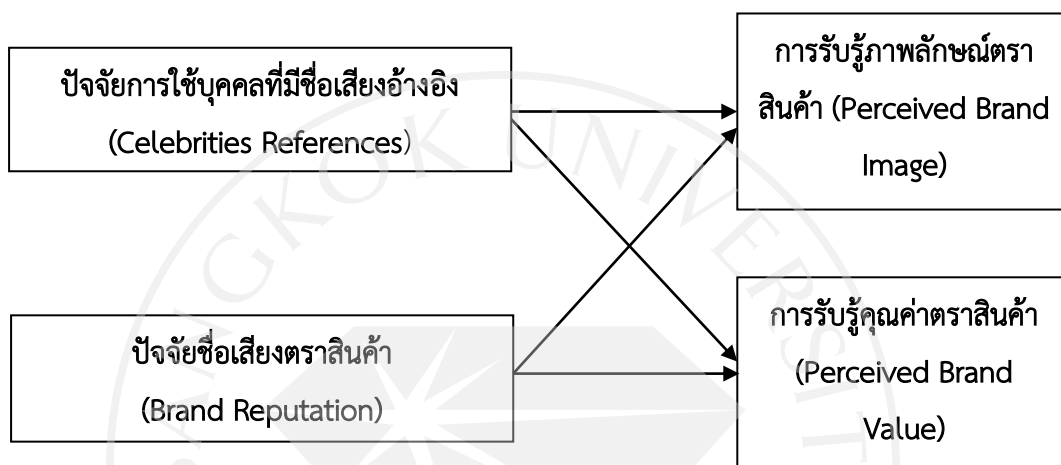 ปัจจัยการใช้บุคคลที่มีชื่อเสียงอ้างอิง
(Celebrities References)
การรับรู้ภาพลักษณ์ตรา
สินค้า (Perceived Brand
Image)
ปัจจัยชื่อเสียงตราสินค้า
(Brand Reputation)
การรับรู้คุณค่าตราสินค้า
(Perceived Brand
Value)
BANGKOK UNIVERSIT